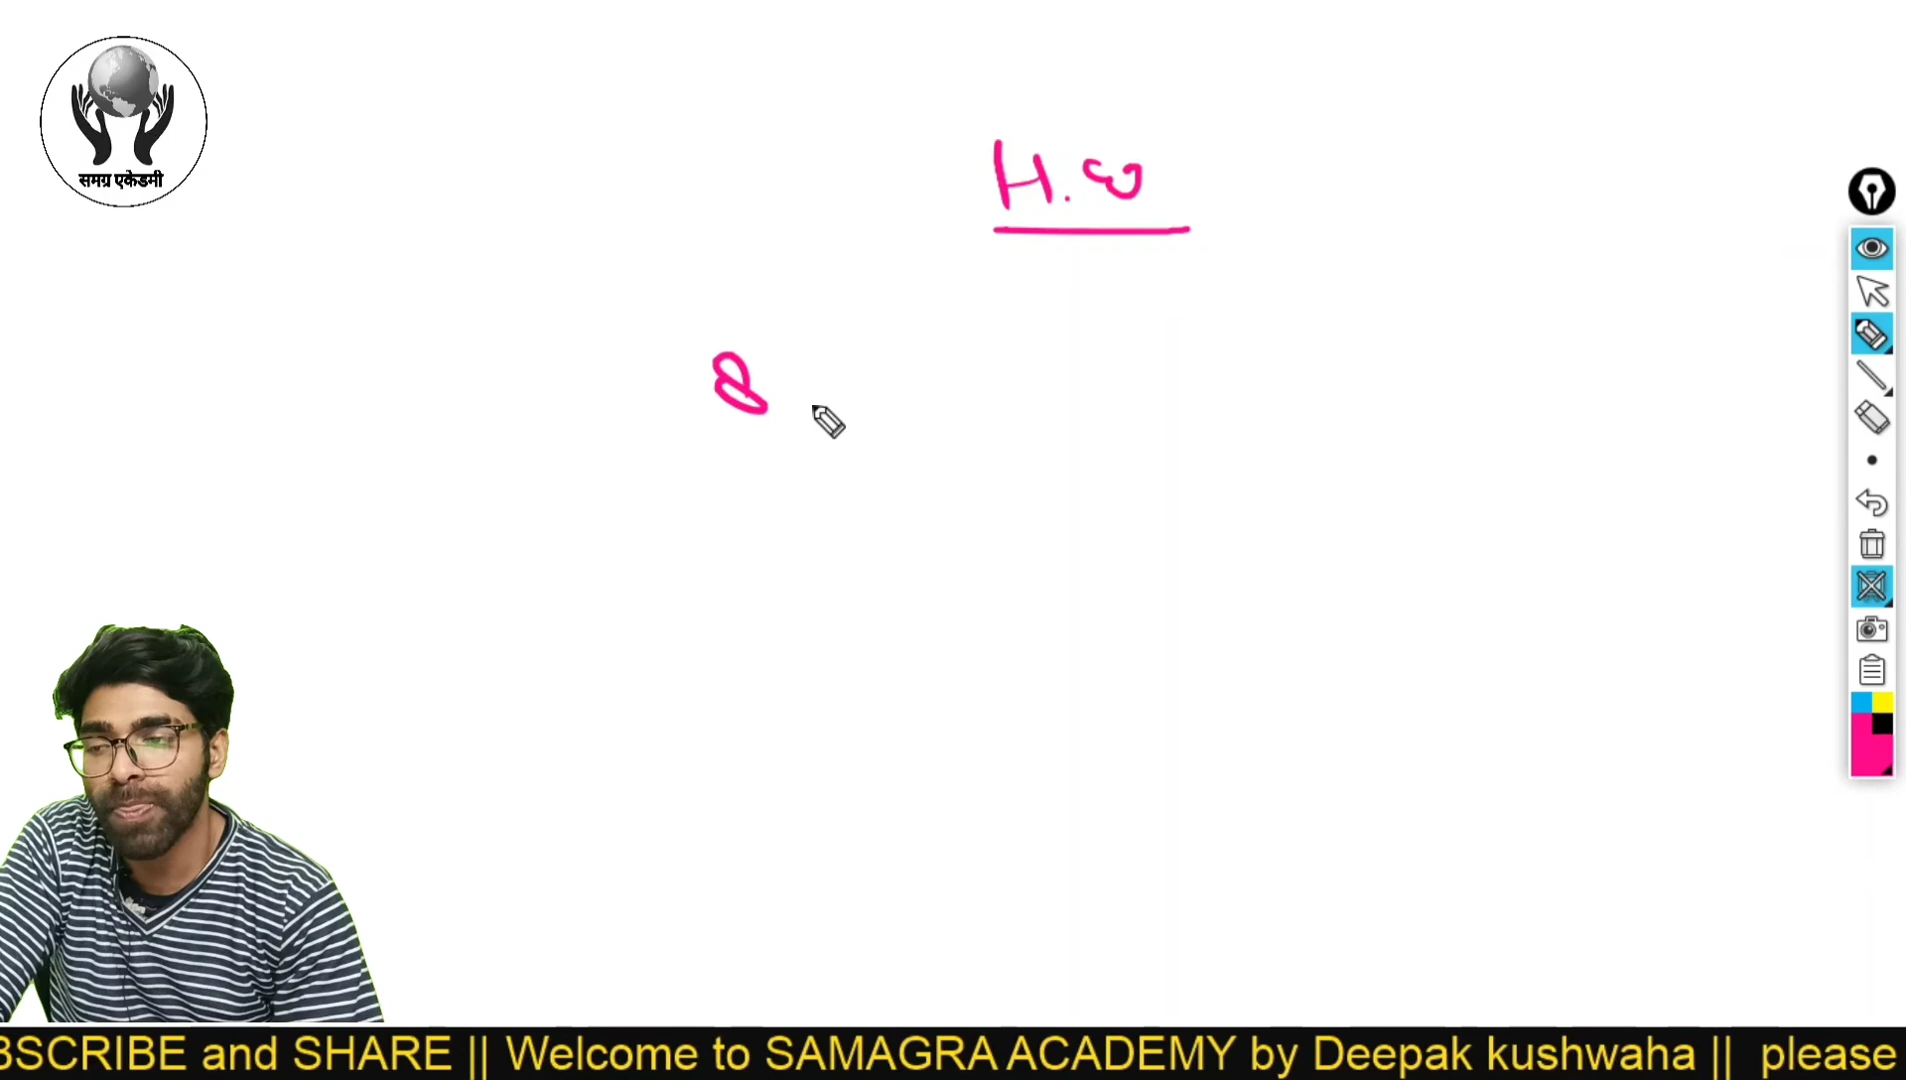 समग्र एकेडमी
H.W
8
BSCRIBE and SHARE || Welcome to SAMAGRA ACADEMY by Deepak kushwaha || please